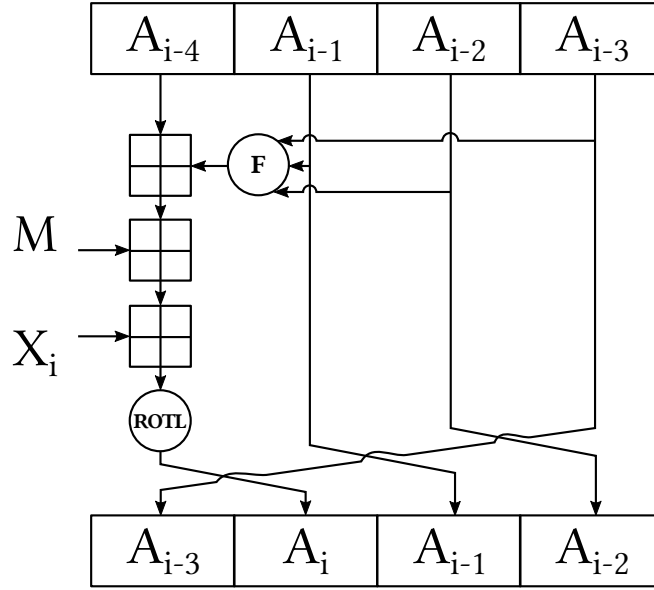 A_{i-4} A_{i-1} A_{i-2} A_{i-3}
F
M
X_i
ROTL
A_{i-3} A_i A_{i-1} A_{i-2}